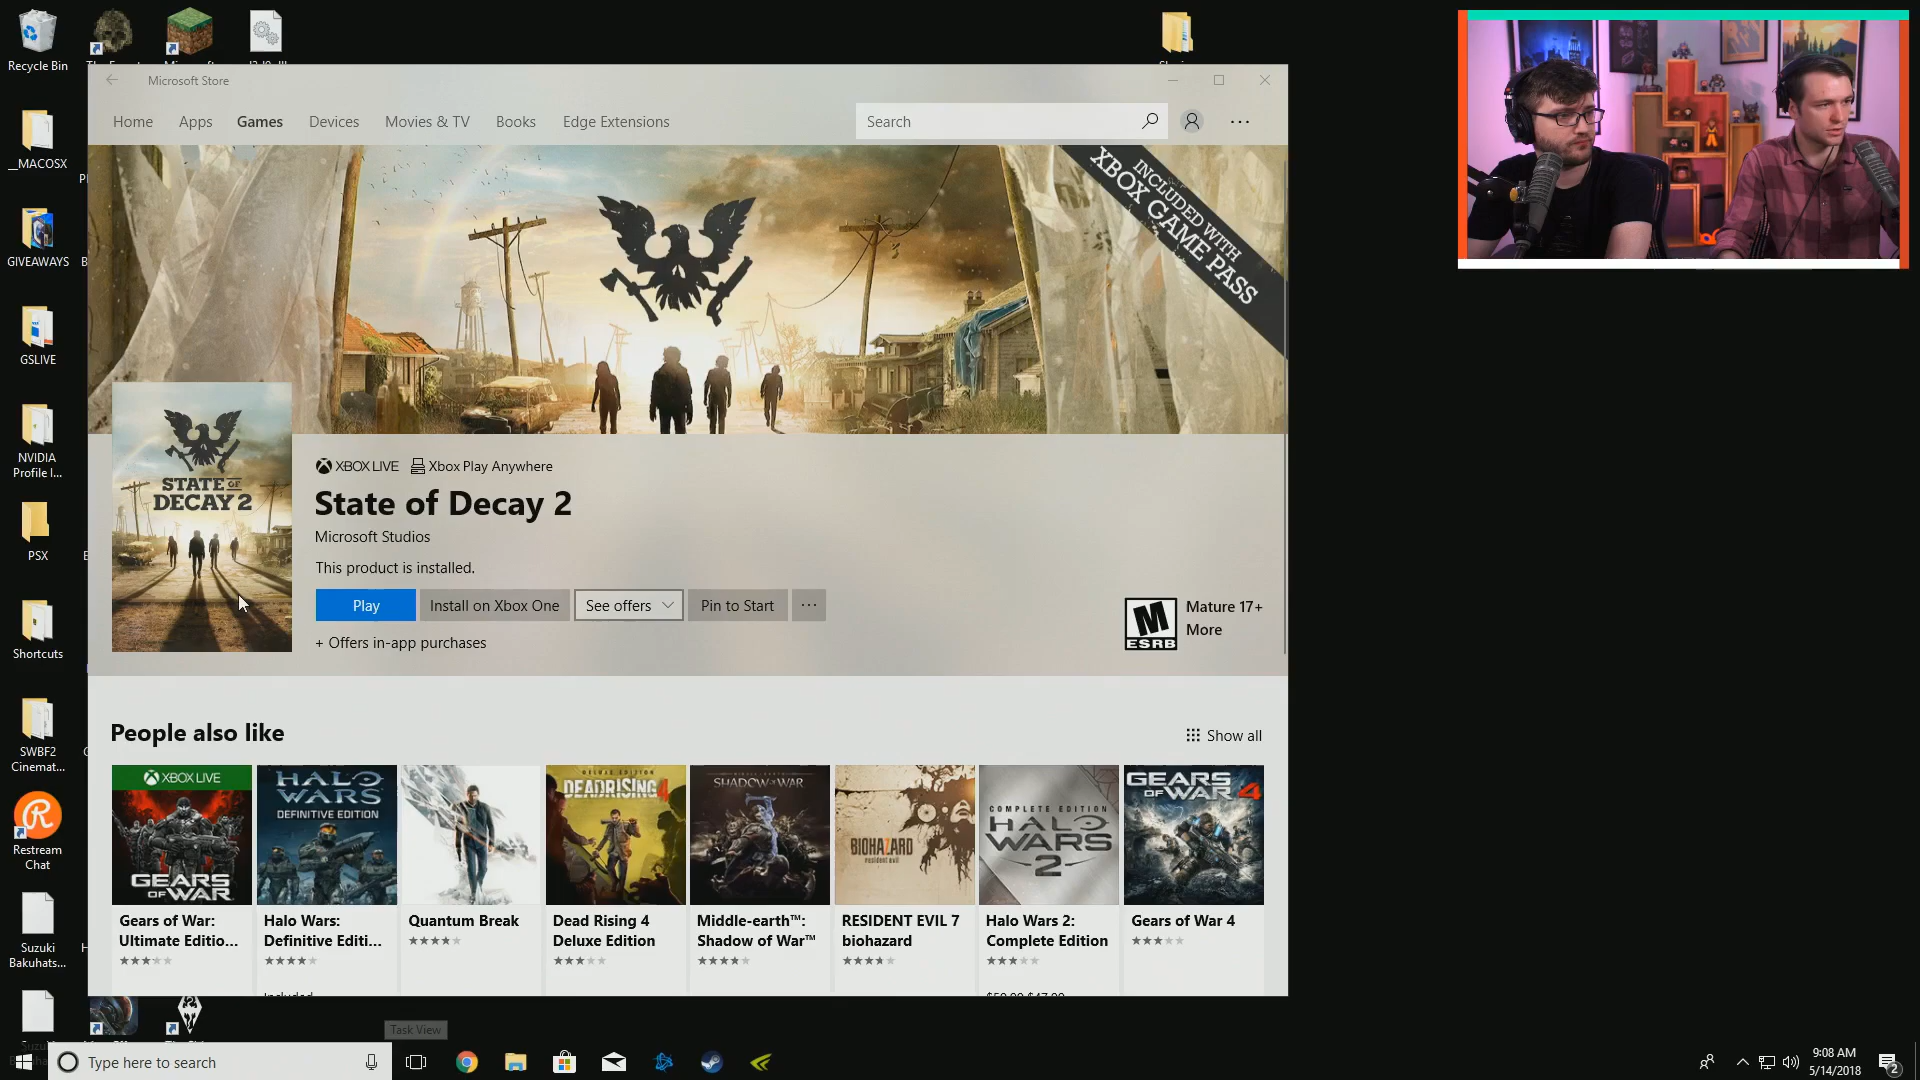 Recycle Bin
__MACOSX
GIVEAWAYS
GSLIVE
NVIDIA
Profile I...
PSX
Shortcuts
SWBF2
Cinemat...
Restream
Chat
Suzuki
Bakuhats...
Microsoft Store
Home
Apps
Games
Devices
Movies & TV
Books
Edge Extensions
Search
INCLUDED WITH
XBOX GAME PASS
STATE OF
DECAY 2
XBOX LIVE
Xbox Play Anywhere
State of Decay 2
Microsoft Studios
This product is installed.
Play
Install on Xbox One
See offers
Pin to Start
+ Offers in-app purchases
M
ESRB
Mature 17+
More
People also like
Show all
XBOX LIVE
GEARS
OF WAR
HALO
WARS
DEFINITIVE EDITION
DELUXE EDITION
DEADRISING 4
SHADOW OF WAR
BIOHAZARD
resident evil
COMPLETE EDITION
HALO
WARS
2
GEARS
OF WAR 4
Gears of War:
Ultimate Editio...
Halo Wars:
Definitive Editi...
Quantum Break
Dead Rising 4
Deluxe Edition
Middle-earth™:
Shadow of War™
RESIDENT EVIL 7
biohazard
Halo Wars 2:
Complete Edition
Gears of War 4
Task View
Type here to search
9:08 AM
5/14/2018
2